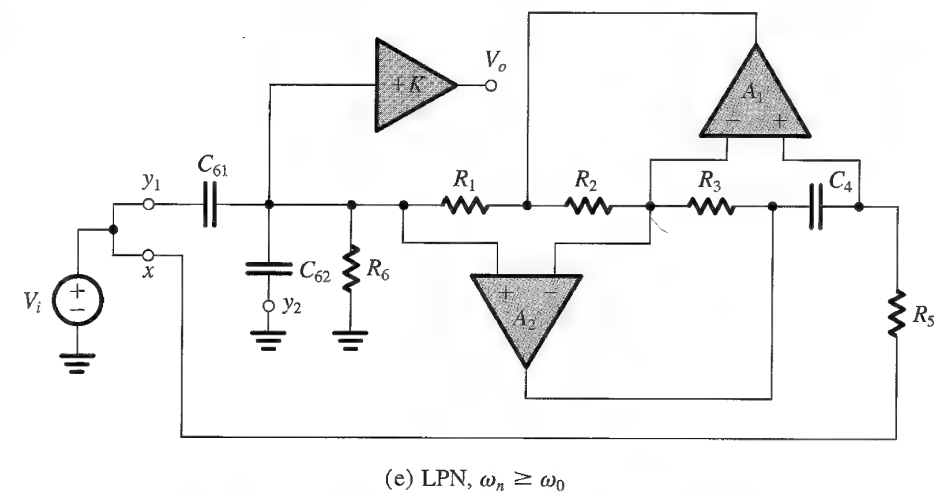 V_o
+K
A_1
− +
C_61
y_1
R_1
R_2
R_3
C_4
x
+
−
V_i
C_62
R_6
y_2
+ −
A_2
R_5
(e) LPN, ω_n ≥ ω_0